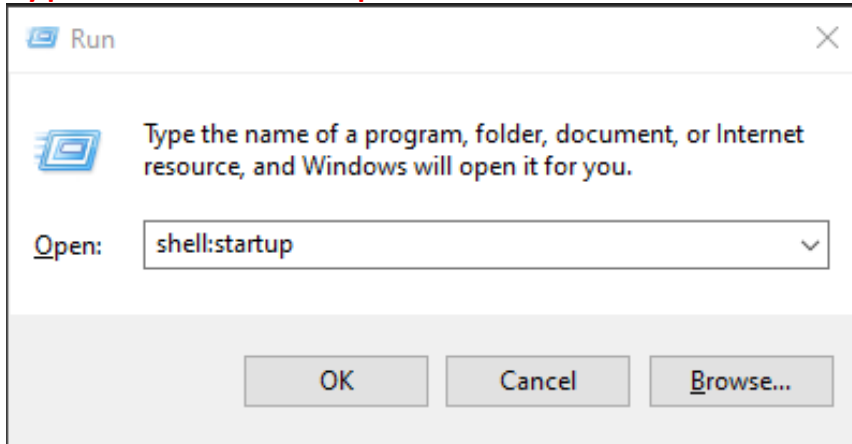 Run
Type the name of a program, folder, document, or Internet
resource, and Windows will open it for you.
Open:
shell:startup
OK
Cancel
Browse...